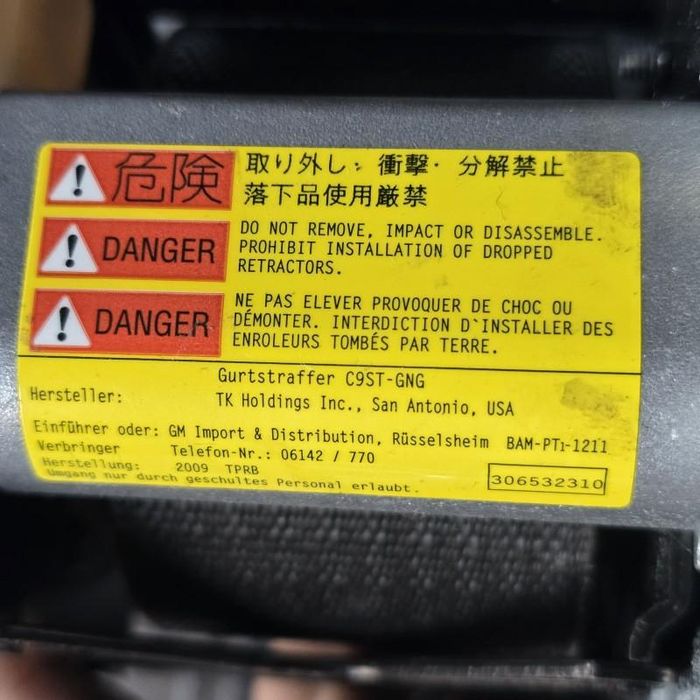 危険
取り外し・衝撃・分解禁止
落下品使用厳禁
DANGER
DO NOT REMOVE, IMPACT OR DISASSEMBLE.
PROHIBIT INSTALLATION OF DROPPED
RETRACTORS.
DANGER
NE PAS ELEVER PROVOQUER DE CHOC OU
DÉMONTER. INTERDICTION D`INSTALLER DES
ENROLEURS TOMBÉS PAR TERRE.
Gurtstraffer C9ST-GNG
Hersteller: TK Holdings Inc., San Antonio, USA
Einführer oder: GM Import & Distribution, Rüsselsheim BAM-PT1-1211
Verbringer Telefon-Nr.: 06142 / 770
Herstellung: 2009 TPRB
Umgang nur durch geschultes Personal erlaubt.
306532310